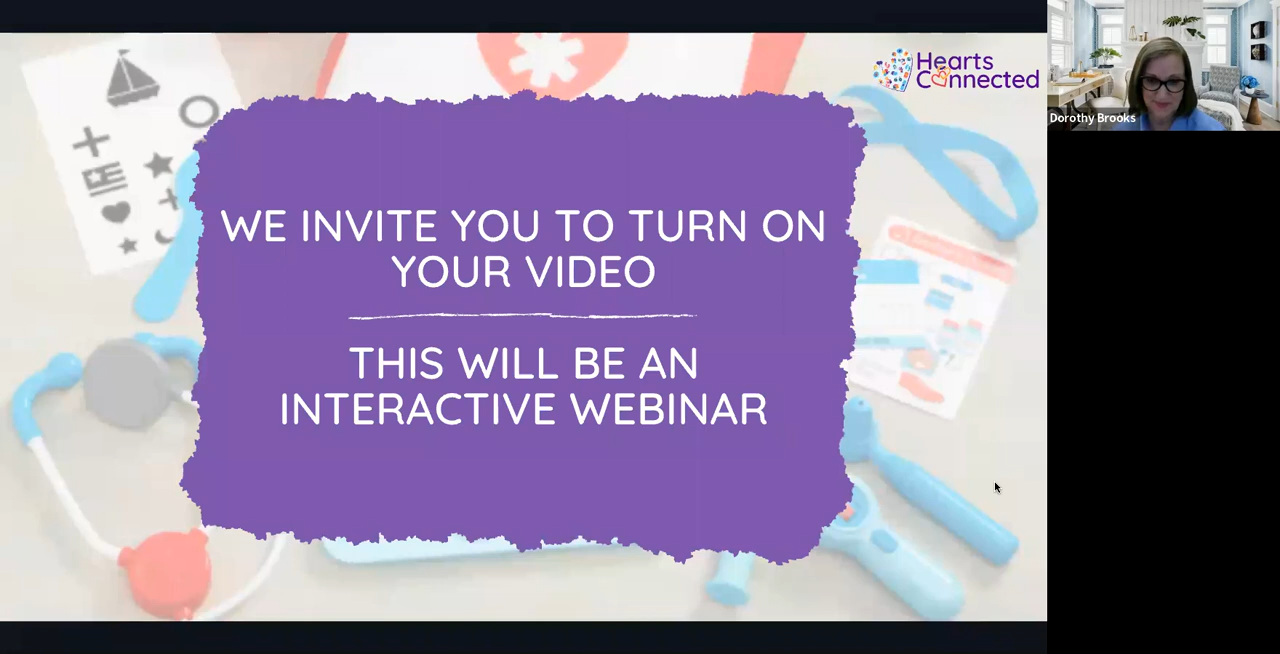 Hearts
Connected
WE INVITE YOU TO TURN ON
YOUR VIDEO
THIS WILL BE AN
INTERACTIVE WEBINAR
Dorothy Brooks